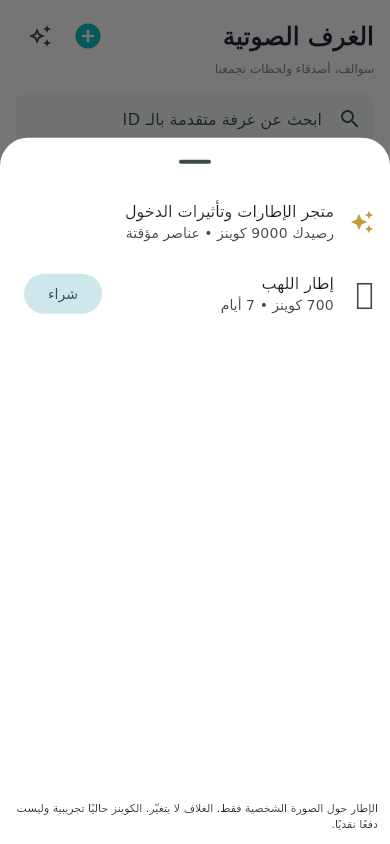 الغرف الصوتية
سوالف، أصدقاء ولحظات تجمعنا
ابحث عن غرفة متقدمة بالـ ID
متجر الإطارات وتأثيرات الدخول
رصيدك 9000 كوينز • عناصر مؤقتة
إطار اللهب
700 كوينز • 7 أيام
شراء
الإطار حول الصورة الشخصية فقط. الغلاف لا يتغيّر. الكوينز حاليًا تجريبية وليست
دفعًا نقديًا.